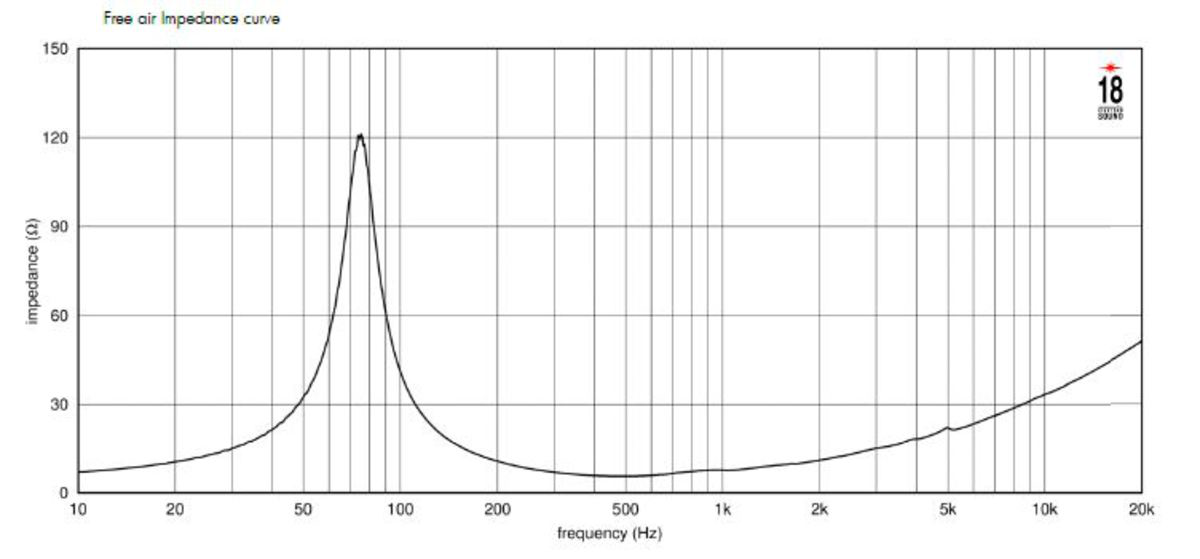 Free air Impedance curve
150
18
SOUND
120
90
60
30
0
impedance (Ω)
10 20 50 100 200 500 1k 2k 5k 10k 20k
frequency (Hz)